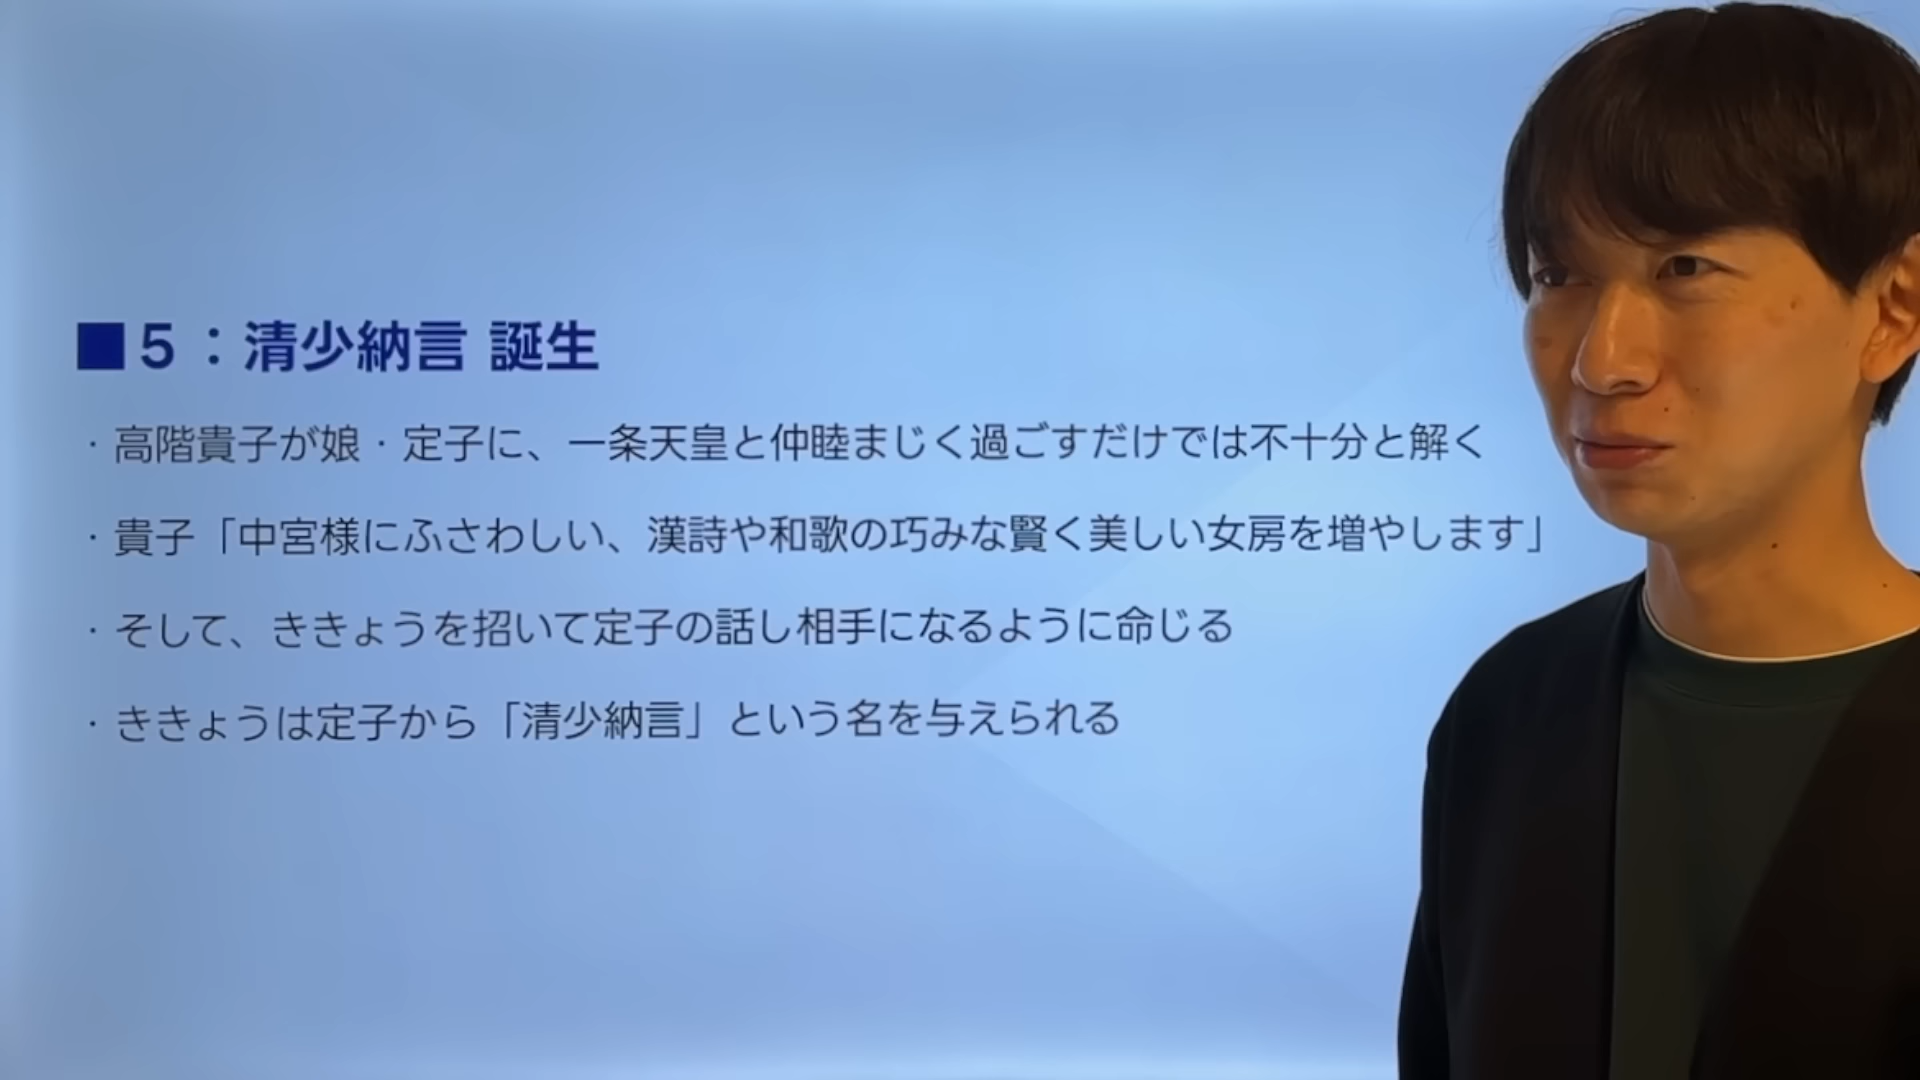 ■5：清少納言 誕生
・高階貴子が娘・定子に、一条天皇と仲睦まじく過ごすだけでは不十分と解く
・貴子「中宮様にふさわしい、漢詩や和歌の巧みな賢く美しい女房を増やします」
・そして、ききょうを招いて定子の話し相手になるように命じる
・ききょうは定子から「清少納言」という名を与えられる